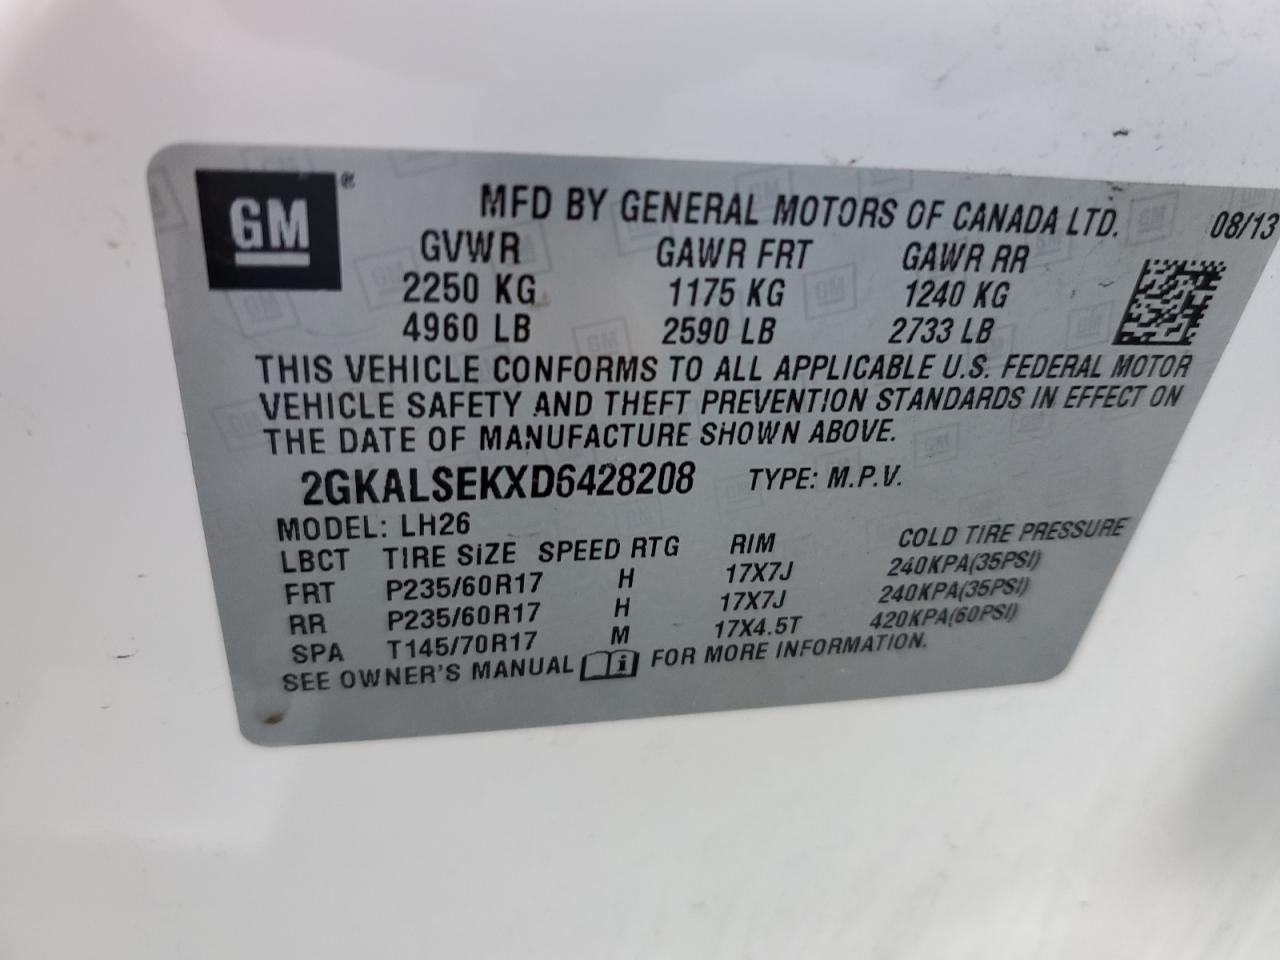 GM ®
MFD BY GENERAL MOTORS OF CANADA LTD. 08/13
GVWR GAWR FRT GAWR RR
2250 KG 1175 KG 1240 KG
4960 LB 2590 LB 2733 LB
THIS VEHICLE CONFORMS TO ALL APPLICABLE U.S. FEDERAL MOTOR
VEHICLE SAFETY AND THEFT PREVENTION STANDARDS IN EFFECT ON
THE DATE OF MANUFACTURE SHOWN ABOVE.
2GKALSEKXD6428208 TYPE: M.P.V.
MODEL: LH26
LBCT TIRE SIZE SPEED RTG RIM COLD TIRE PRESSURE
FRT P235/60R17 H 17X7J 240KPA(35PSI)
RR P235/60R17 H 17X7J 240KPA(35PSI)
SPA T145/70R17 M 17X4.5T 420KPA(60PSI)
SEE OWNER'S MANUAL i FOR MORE INFORMATION.